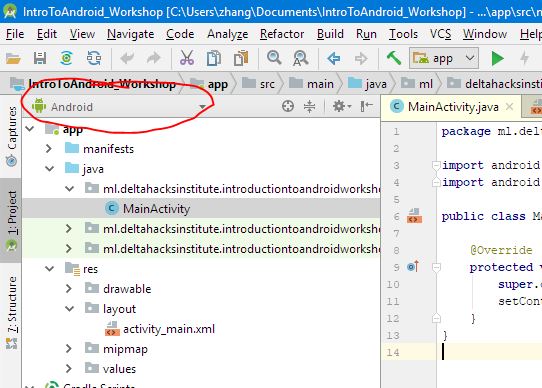 IntroToAndroid_Workshop [C:\Users\zhang\Documents\IntroToAndroid_Workshop] - ...\app\src\
File Edit View Navigate Code Analyze Refactor Build Run Tools VCS Window Help
IntroToAndroid_Workshop app src main java ml deltahacksinstitute
app
Android
MainActivity.java
Captures
1: Project
7: Structure
app
manifests
java
ml.deltahacksinstitute.introductiontoandroidworksho
MainActivity
ml.deltahacksinstitute.introductiontoandroidworksho
ml.deltahacksinstitute.introductiontoandroidworksho
res
drawable
layout
activity_main.xml
mipmap
values
Gradle Scripts
1 package ml.delt
2
3 import android
4 import android
5
6 public class M
7
8 @Override
9 protected
10 super.
11 setCon
12 }
13 }
14